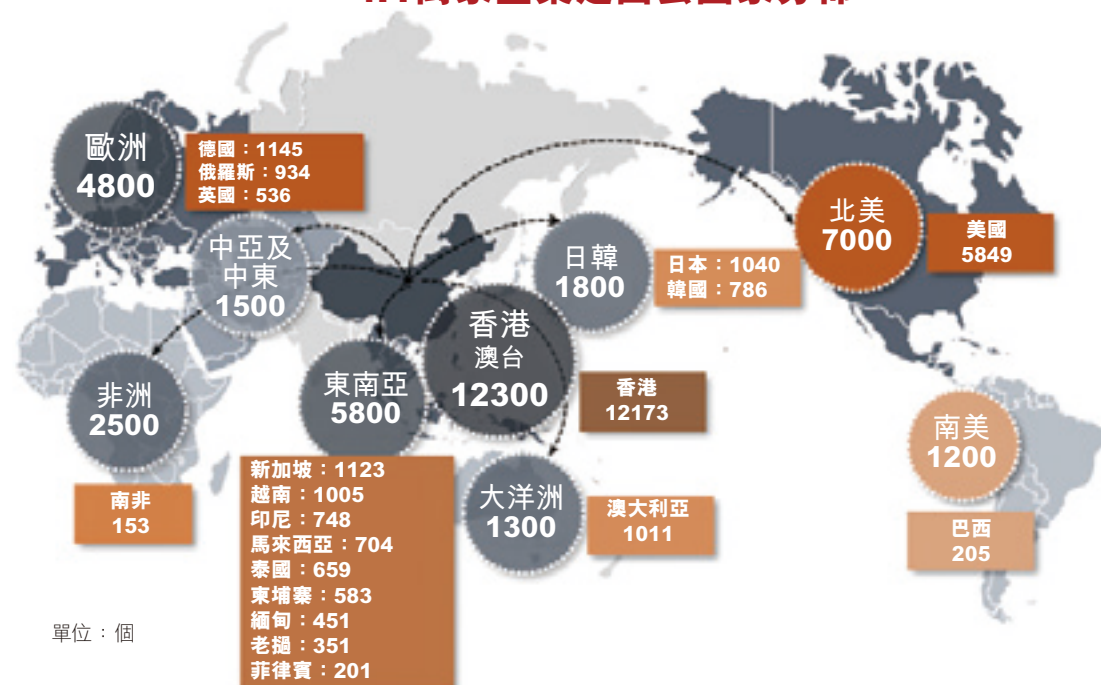 歐洲
4800
德國：1145
俄羅斯：934
英國：536
中亞及
中東
1500
日韓
1800
日本：1040
韓國：786
北美
7000
美國
5849
非洲
2500
南非
153
東南亞
5800
香港
澳台
12300
香港
12173
新加坡：1123
越南：1005
印尼：748
馬來西亞：704
泰國：659
柬埔寨：583
緬甸：451
老撾：351
菲律賓：201
大洋洲
1300
澳大利亞
1011
南美
1200
巴西
205
單位：個